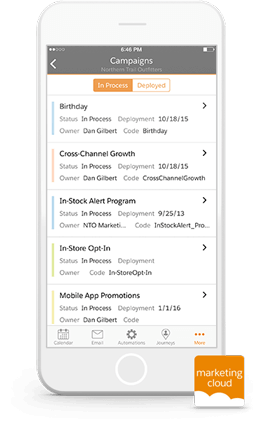 6:46 PM
Campaigns
Northern Trail Outfitters
In Process Deployed
Birthday
Status In Process Deployment 10/18/15
Owner Dan Gilbert Code Birthday
Cross-Channel Growth
Status In Process Deployment 10/18/15
Owner Dan Gilbert Code CrossChannelGrowth
In-Stock Alert Program
Status In Process Deployment 9/25/13
Owner NTO Marketi... Code InStockAlert_Pro...
In-Store Opt-In
Status In Process Deployment
Owner Code In-StoreOpt-In
Mobile App Promotions
Status In Process Deployment 1/1/16
Owner Dan Gilbert Code
Calendar Email Automations Journeys More
marketing
cloud